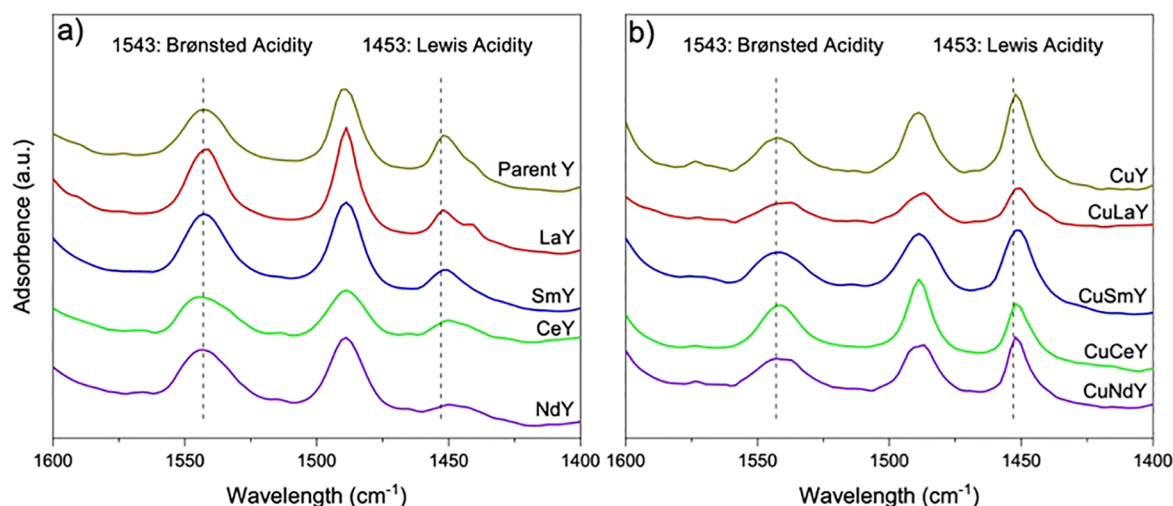 a)
1543: Brønsted Acidity
1453: Lewis Acidity
Parent Y
LaY
SmY
CeY
NdY
Adsorbence (a.u.)
1600
1550
1500
1450
1400
Wavelength (cm-1)
b)
1543: Brønsted Acidity
1453: Lewis Acidity
CuY
CuLaY
CuSmY
CuCeY
CuNdY
1600
1550
1500
1450
1400
Wavelength (cm-1)